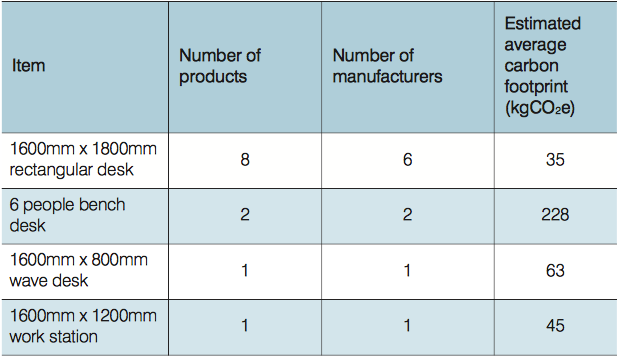 Item
Number of
products
Number of
manufacturers
Estimated
average
carbon
footprint
(kgCO₂e)
1600mm x 1800mm
rectangular desk
8
6
35
6 people bench
desk
2
2
228
1600mm x 800mm
wave desk
1
1
63
1600mm x 1200mm
work station
1
1
45